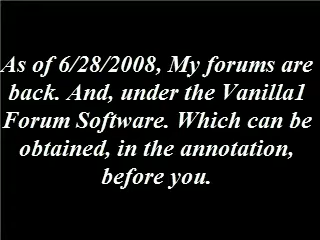 As of 6/28/2008, My forums are
back. And, under the Vanilla1
Forum Software. Which can be
obtained, in the annotation,
before you.